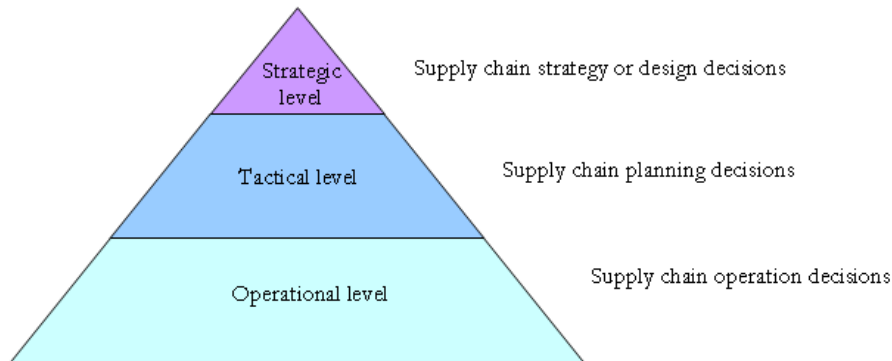 Strategic
level
Supply chain strategy or design decisions
Tactical level
Supply chain planning decisions
Operational level
Supply chain operation decisions